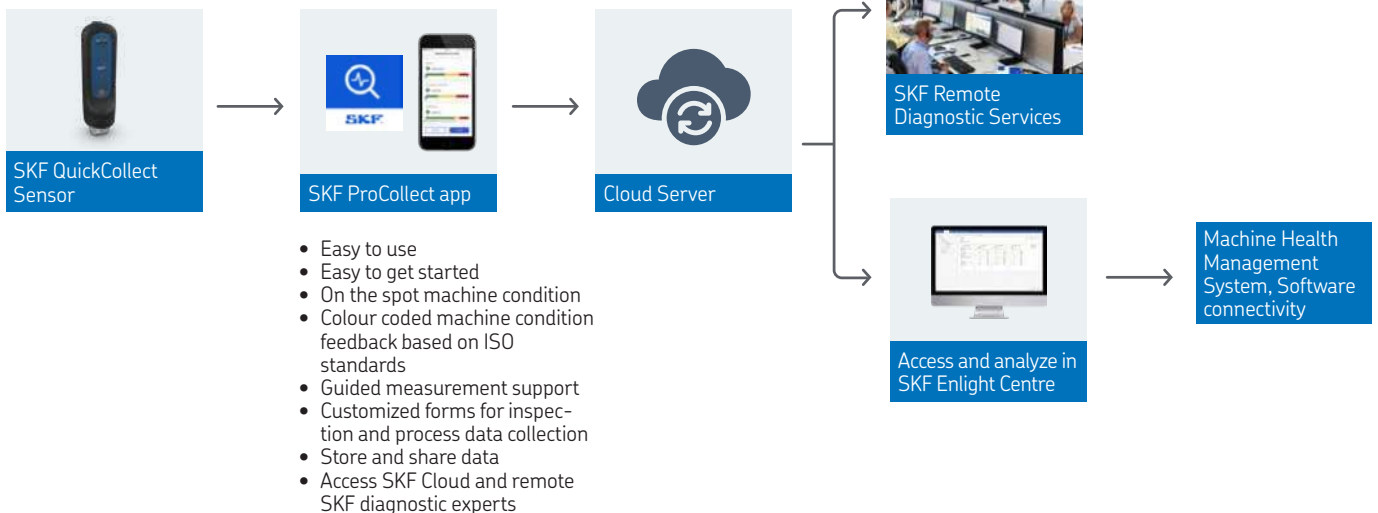 SKF QuickCollect
Sensor
SKF
SKF ProCollect app
• Easy to use
• Easy to get started
• On the spot machine condition
• Colour coded machine condition
feedback based on ISO
standards
• Guided measurement support
• Customized forms for inspec-
tion and process data collection
• Store and share data
• Access SKF Cloud and remote
SKF diagnostic experts
Cloud Server
SKF Remote
Diagnostic Services
Access and analyze in
SKF Enlight Centre
Machine Health
Management
System, Software
connectivity